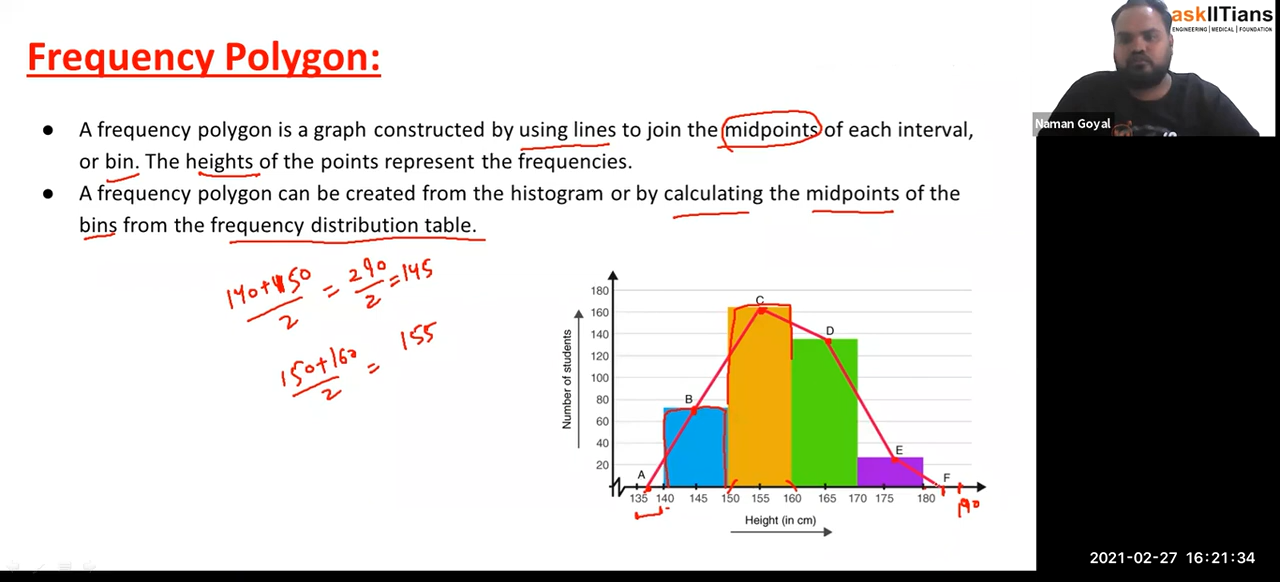 askIITians
ENGINEERING | MEDICAL | FOUNDATION
Frequency Polygon:
Naman Goyal
● A frequency polygon is a graph constructed by using lines to join the midpoints of each interval,
or bin. The heights of the points represent the frequencies.
● A frequency polygon can be created from the histogram or by calculating the midpoints of the
bins from the frequency distribution table.
140+150/2 = 290/2 = 145
150+160/2 = 155
Number of students
180
160
140
120
100
80
60
40
20
A B C D E F
135 140 145 150 155 160 165 170 175 180 190
Height (in cm)
2021-02-27 16:21:34